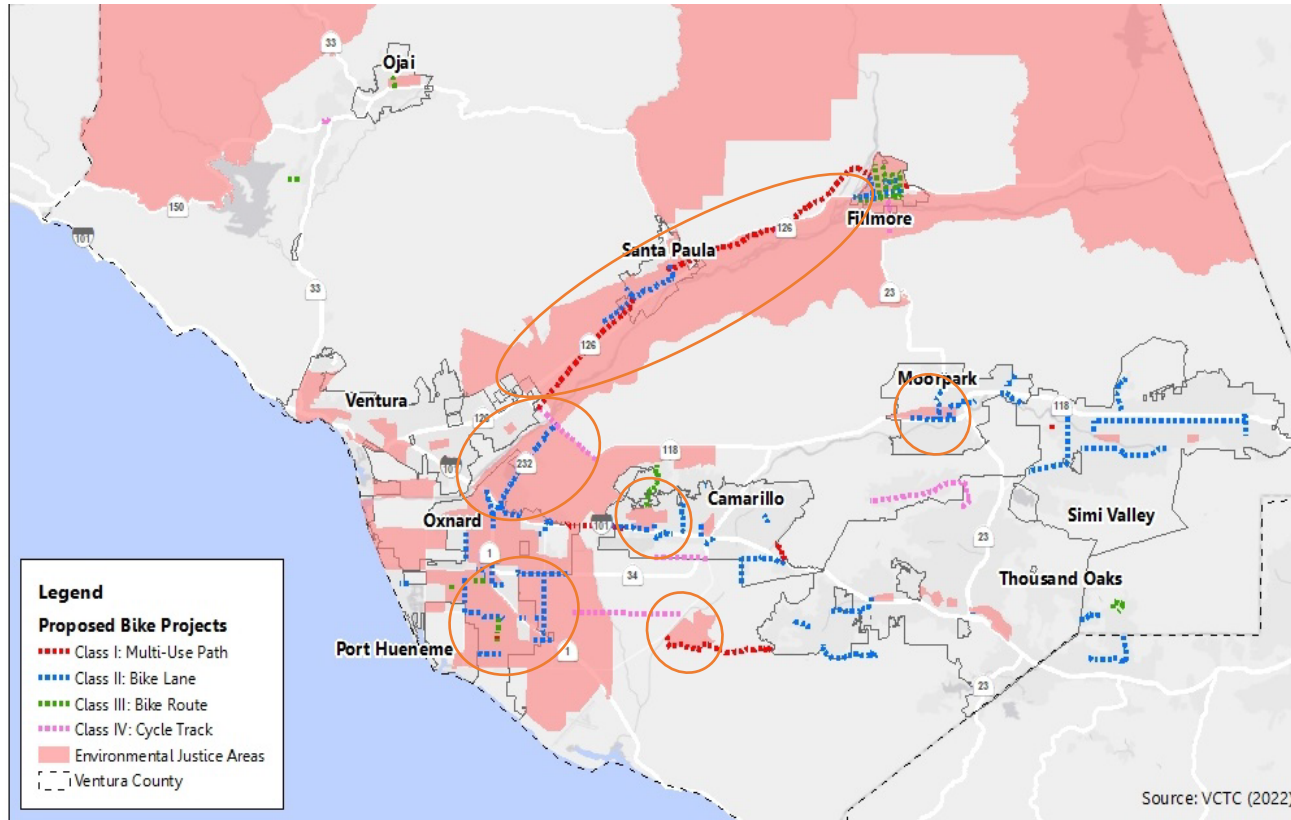 33
Ojai
150
101
Fillmore
126
Santa Paula
33
23
126
Moorpark
Ventura
126
118
118
232
101
Camarillo
Oxnard
101
Simi Valley
1
23
34
Thousand Oaks
Port Hueneme
1
23
Legend
Proposed Bike Projects
Class I: Multi-Use Path
Class II: Bike Lane
Class III: Bike Route
Class IV: Cycle Track
Environmental Justice Areas
Ventura County
Source: VCTC (2022)